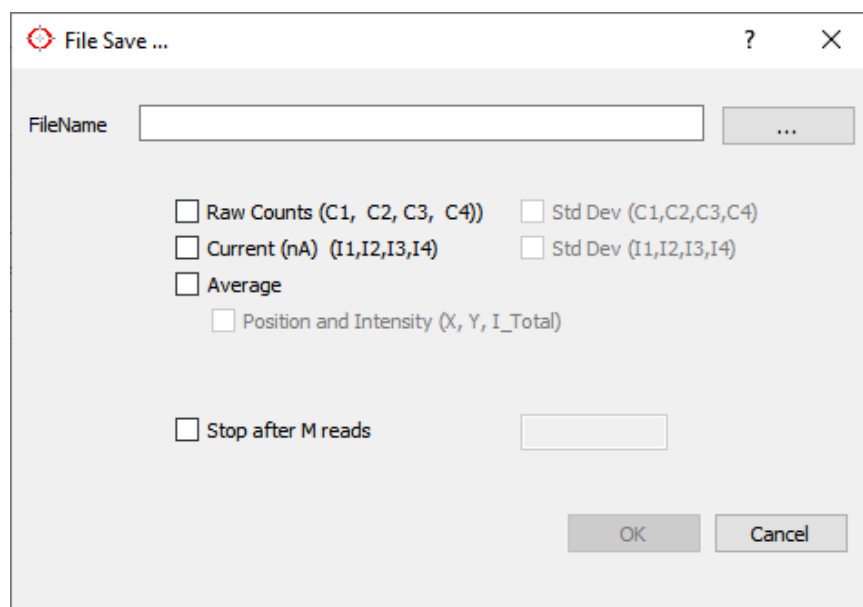 File Save ...
?
FileName
...
Raw Counts (C1, C2, C3, C4)) Std Dev (C1,C2,C3,C4)
Current (nA) (I1,I2,I3,I4) Std Dev (I1,I2,I3,I4)
Average
Position and Intensity (X, Y, I_Total)
Stop after M reads
OK Cancel